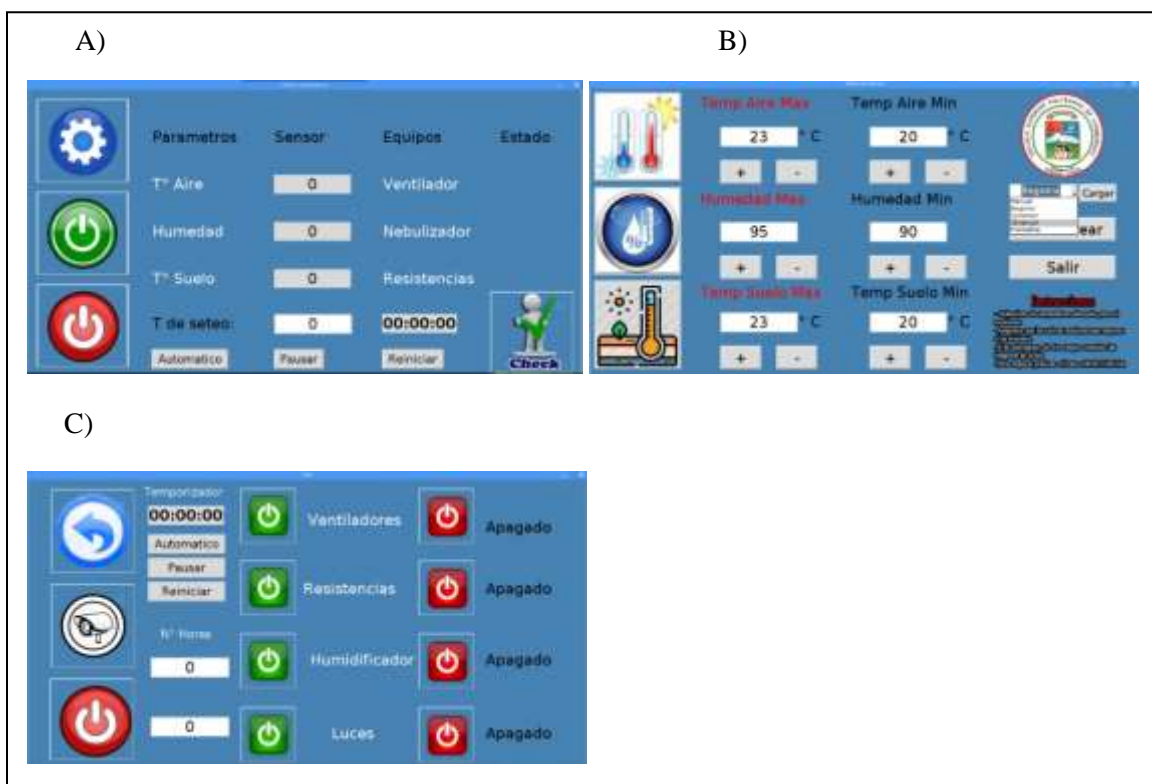 A)
B)
Parametros Sensor Equipos Estado
T° Aire 0 Ventilador
Humedad 0 Nebulizador
T° Suelo 0 Resistencias
T de seteo: 0 00:00:00
Automatico Pausar Reiniciar Check
Temp Aire Max Temp Aire Min
23 ° C 20 ° C
+ - + -
Humedad Max Humedad Min
95 90
+ - + -
Temp Suelo Max Temp Suelo Min
23 ° C 20 ° C
+ - + -
Cargar
ear
Salir
C)
Temporizador
00:00:00
Automatico
Pausar
Reiniciar
N° Horas
0
0
Ventiladores Apagado
Resistencias Apagado
Humidificador Apagado
Luces Apagado